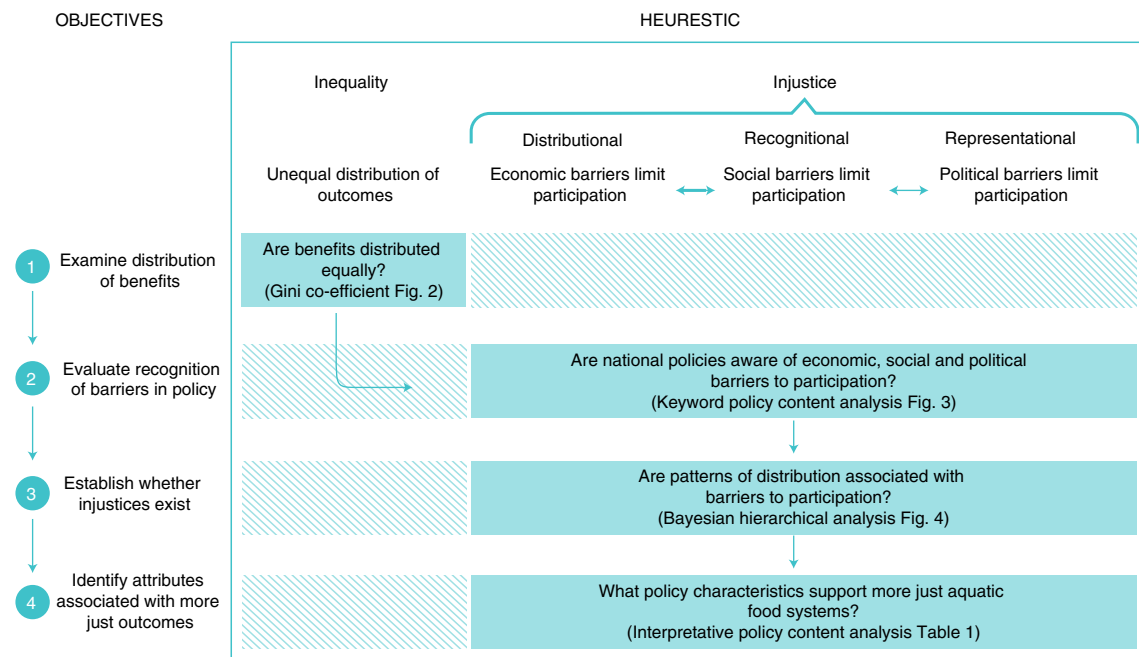 OBJECTIVES
HEURESTIC
Inequality
Injustice
Distributional
Recognitional
Representational
Unequal distribution of
outcomes
Economic barriers limit
participation
Social barriers limit
participation
Political barriers limit
participation
1
Examine distribution
of benefits
Are benefits distributed
equally?
(Gini co-efficient Fig. 2)
2
Evaluate recognition
of barriers in policy
Are national policies aware of economic, social and political
barriers to participation?
(Keyword policy content analysis Fig. 3)
3
Establish whether
injustices exist
Are patterns of distribution associated with
barriers to participation?
(Bayesian hierarchical analysis Fig. 4)
4
Identify attributes
associated with more
just outcomes
What policy characteristics support more just aquatic
food systems?
(Interpretative policy content analysis Table 1)